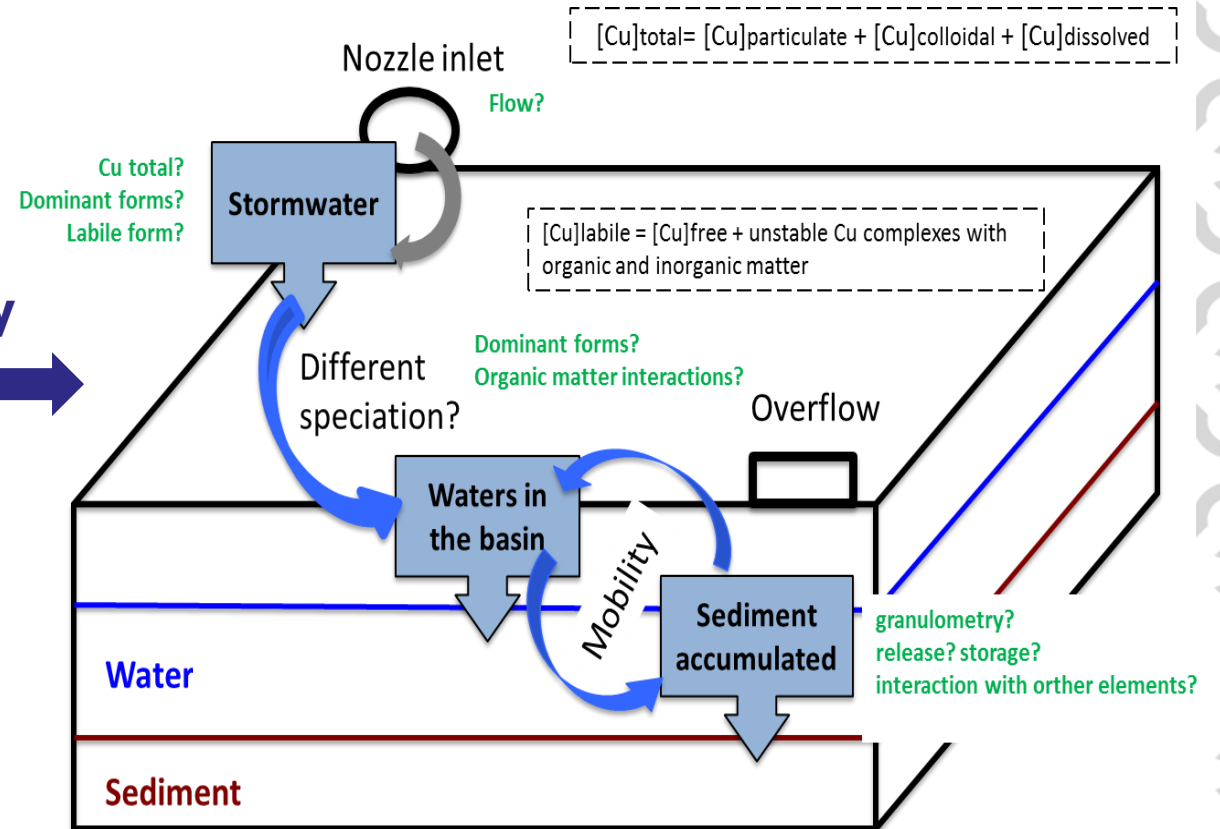 [Cu]total= [Cu]particulate + [Cu]colloidal + [Cu]dissolved
Nozzle inlet
Flow?
Cu total?
Dominant forms?
Labile form?
Stormwater
[Cu]labile = [Cu]free + unstable Cu complexes with
organic and inorganic matter
y
Different
speciation?
Dominant forms?
Organic matter interactions?
Overflow
Waters in
the basin
Mobility
Sediment
accumulated
granulometry?
release? storage?
interaction with orther elements?
Water
Sediment